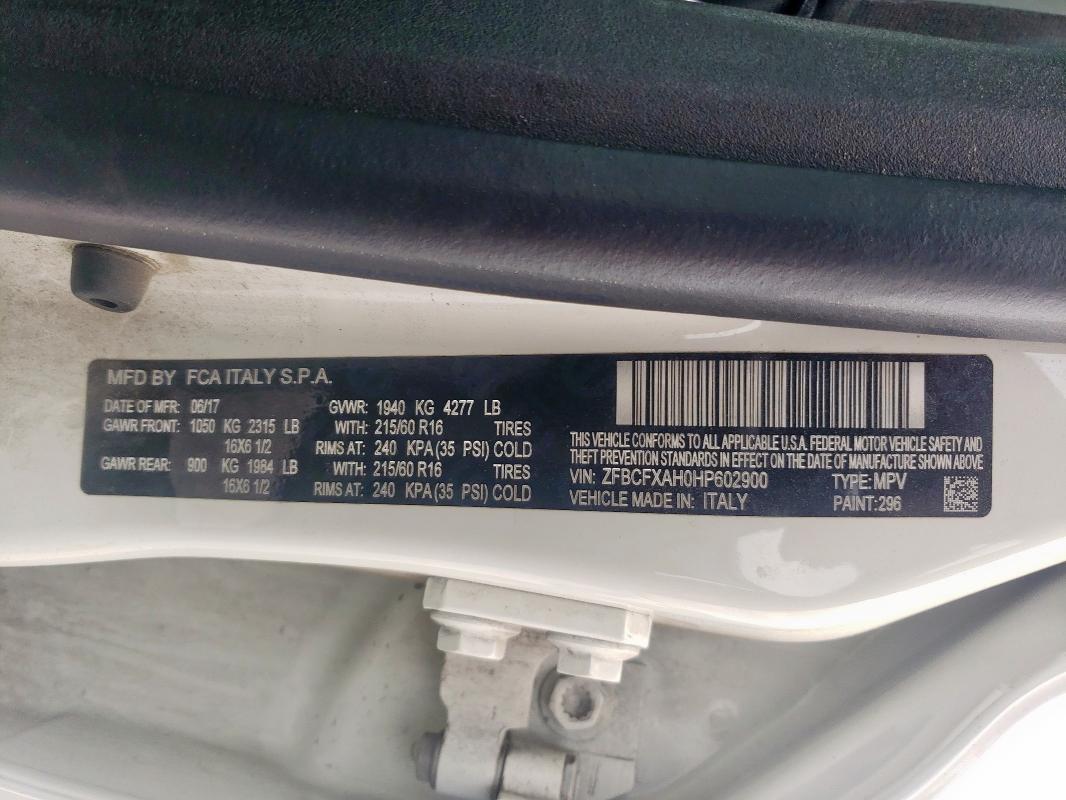 MFD BY FCA ITALY S.P.A.
DATE OF MFR: 06/17 GVWR: 1940 KG 4277 LB
GAWR FRONT: 1050 KG 2315 LB WITH: 215/60 R16 TIRES
16X6 1/2 RIMS AT: 240 KPA (35 PSI) COLD
GAWR REAR: 900 KG 1984 LB WITH: 215/60 R16 TIRES
16X6 1/2 RIMS AT: 240 KPA (35 PSI) COLD
THIS VEHICLE CONFORMS TO ALL APPLICABLE U.S.A. FEDERAL MOTOR VEHICLE SAFETY AND
THEFT PREVENTION STANDARDS IN EFFECT ON THE DATE OF MANUFACTURE SHOWN ABOVE.
VIN: ZFBCFXAH0HP602900 TYPE: MPV
VEHICLE MADE IN: ITALY PAINT:296